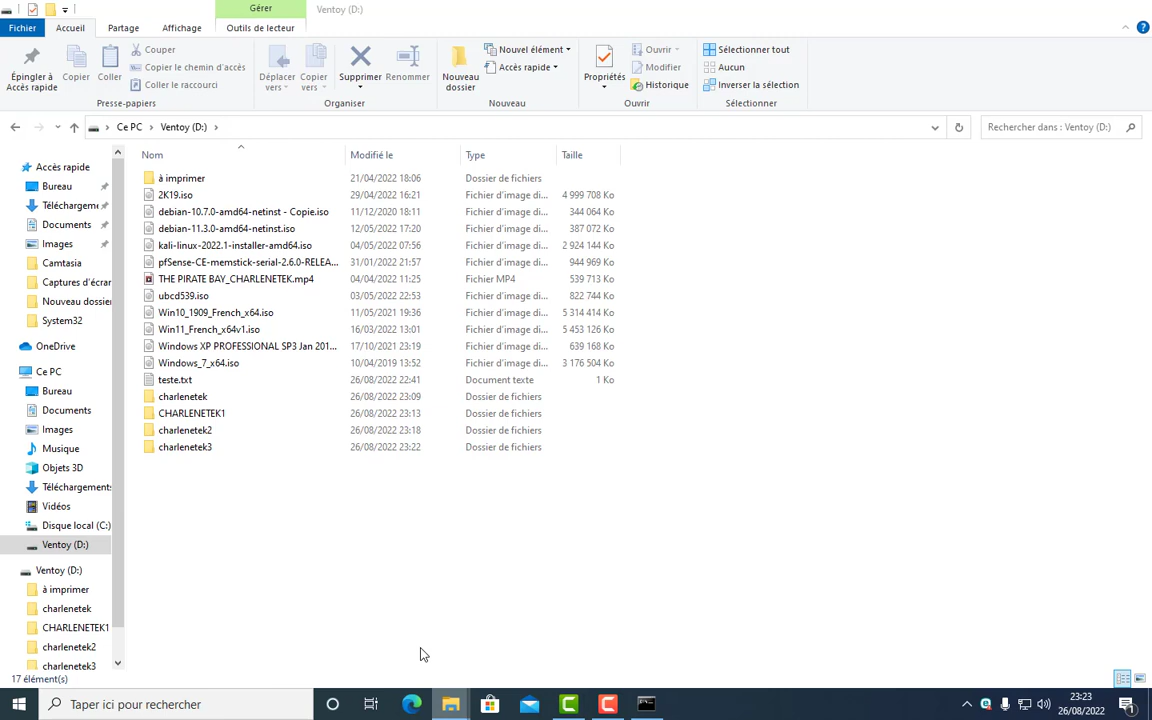 Gérer
Ventoy (D:)
Fichier
Accueil
Partage
Affichage
Outils de lecteur
Épingler à Accès rapide
Copier
Coller
Couper
Copier le chemin d'accès
Coller le raccourci
Presse-papiers
Déplacer vers
Copier vers
Supprimer
Renommer
Organiser
Nouveau dossier
Nouvel élément
Accès rapide
Nouveau
Propriétés
Ouvrir
Modifier
Historique
Ouvrir
Sélectionner tout
Aucun
Inverser la sélection
Sélectionner
Ce PC > Ventoy (D:) >
Rechercher dans : Ventoy (D:)
Accès rapide
Bureau
Téléchargeme
Documents
Images
Camtasia
Captures d'écran
Nouveau dossier
System32
OneDrive
Ce PC
Bureau
Documents
Images
Musique
Objets 3D
Téléchargements
Vidéos
Disque local (C:)
Ventoy (D:)
Ventoy (D:)
à imprimer
charlenetek
CHARLENETEK1
charlenetek2
charlenetek3
Nom Modifié le Type Taille
à imprimer 21/04/2022 18:06 Dossier de fichiers
2K19.iso 29/04/2022 16:21 Fichier d'image di... 4 999 708 Ko
debian-10.7.0-amd64-netinst - Copie.iso 11/12/2020 18:11 Fichier d'image di... 344 064 Ko
debian-11.3.0-amd64-netinst.iso 12/05/2022 17:20 Fichier d'image di... 387 072 Ko
kali-linux-2022.1-installer-amd64.iso 04/05/2022 07:56 Fichier d'image di... 2 924 144 Ko
pfSense-CE-memstick-serial-2.6.0-RELEA... 31/01/2022 21:57 Fichier d'image di... 944 969 Ko
THE PIRATE BAY_CHARLENETEK.mp4 04/04/2022 11:25 Fichier MP4 539 713 Ko
ubcd539.iso 03/05/2022 22:53 Fichier d'image di... 822 744 Ko
Win10_1909_French_x64.iso 11/05/2021 19:36 Fichier d'image di... 5 314 414 Ko
Win11_French_x64v1.iso 16/03/2022 13:01 Fichier d'image di... 5 453 126 Ko
Windows XP PROFESSIONAL SP3 Jan 201... 17/10/2021 23:19 Fichier d'image di... 639 168 Ko
Windows_7_x64.iso 10/04/2019 13:52 Fichier d'image di... 3 176 504 Ko
teste.txt 26/08/2022 22:41 Document texte 1 Ko
charlenetek 26/08/2022 23:09 Dossier de fichiers
CHARLENETEK1 26/08/2022 23:13 Dossier de fichiers
charlenetek2 26/08/2022 23:18 Dossier de fichiers
charlenetek3 26/08/2022 23:22 Dossier de fichiers
17 élément(s)
Taper ici pour rechercher
23:23
26/08/2022
1